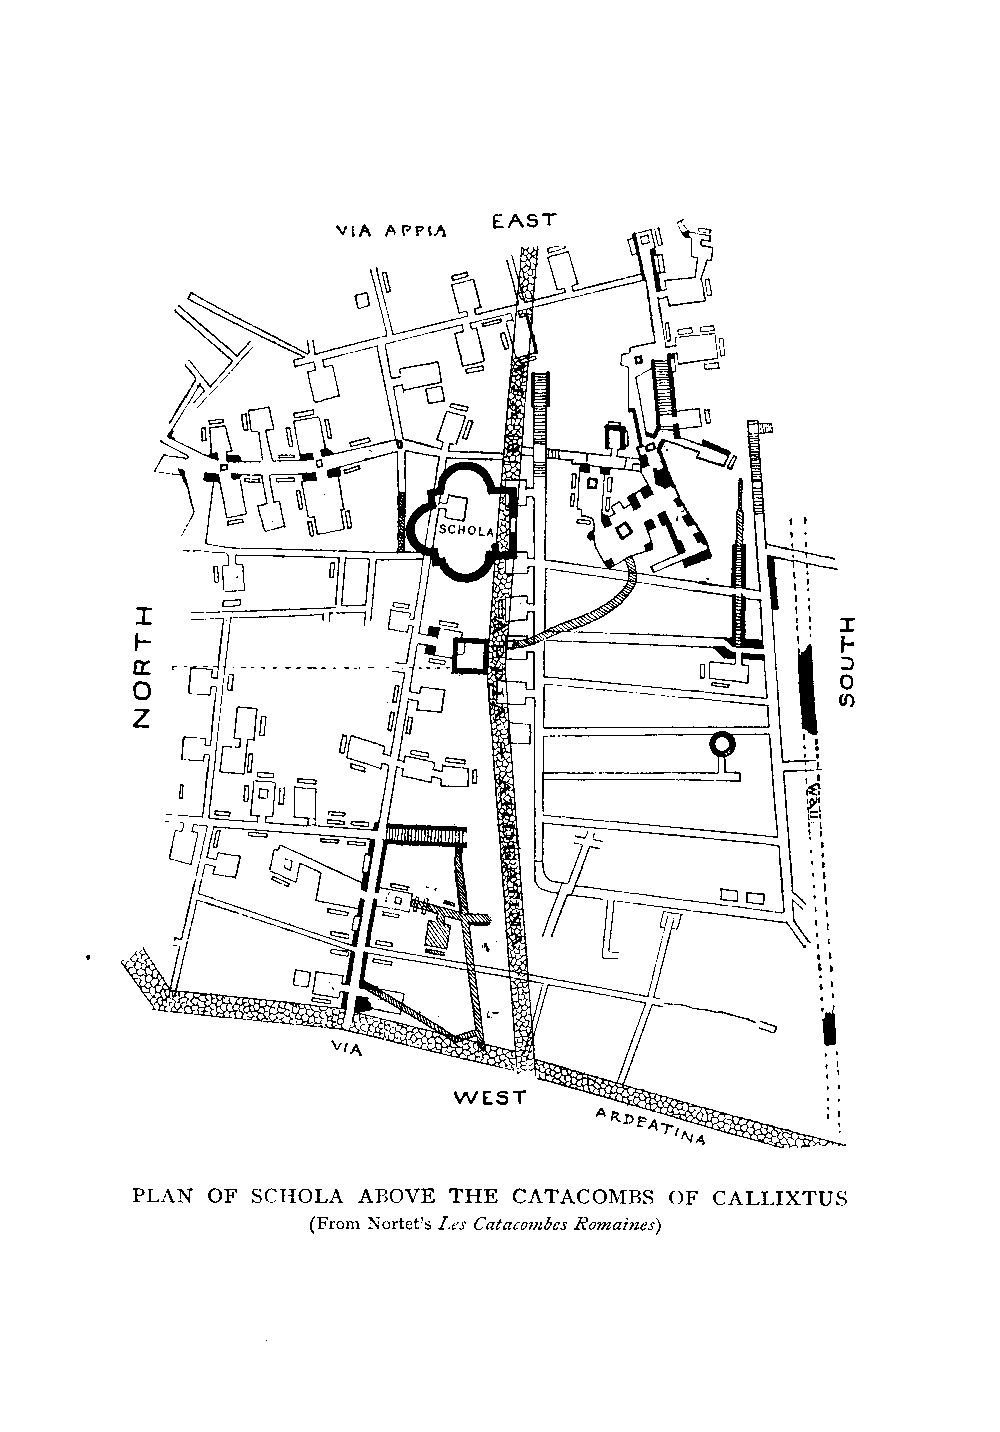 VIA APPIA EAST
SCHOLA
NORTH
SOUTH
VIA
WEST
ARDEATINA
PLAN OF SCHOLA ABOVE THE CATACOMBS OF CALLIXTUS
(From Nortet's Les Catacombes Romaines)